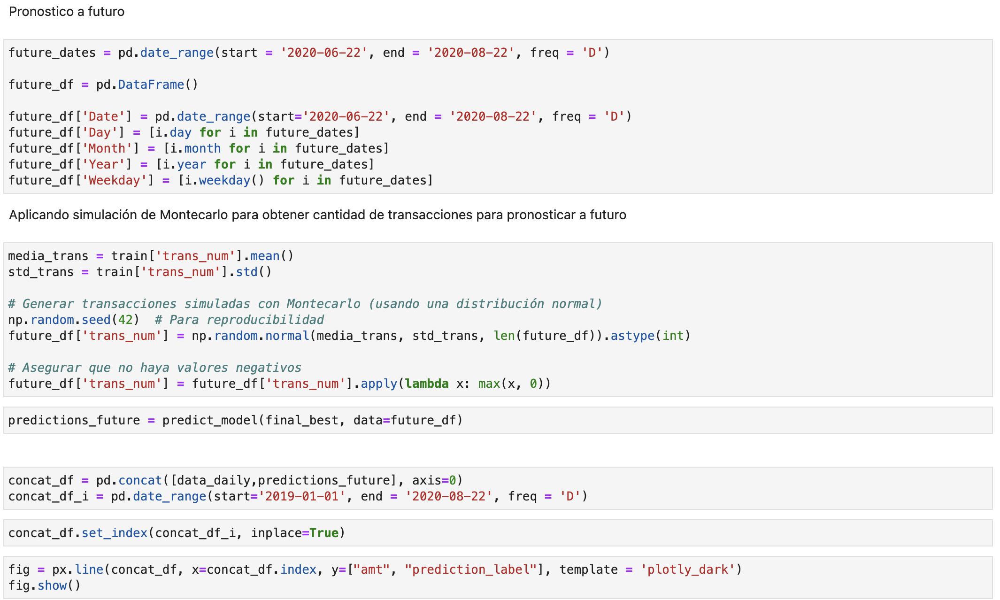 Pronostico a futuro
future_dates = pd.date_range(start = '2020-06-22', end = '2020-08-22', freq = 'D')
future_df = pd.DataFrame()
future_df['Date'] = pd.date_range(start='2020-06-22', end = '2020-08-22', freq = 'D')
future_df['Day'] = [i.day for i in future_dates]
future_df['Month'] = [i.month for i in future_dates]
future_df['Year'] = [i.year for i in future_dates]
future_df['Weekday'] = [i.weekday() for i in future_dates]
Aplicando simulación de Montecarlo para obtener cantidad de transacciones para pronosticar a futuro
media_trans = train['trans_num'].mean()
std_trans = train['trans_num'].std()
# Generar transacciones simuladas con Montecarlo (usando una distribución normal)
np.random.seed(42)  # Para reproducibilidad
future_df['trans_num'] = np.random.normal(media_trans, std_trans, len(future_df)).astype(int)
# Asegurar que no haya valores negativos
future_df['trans_num'] = future_df['trans_num'].apply(lambda x: max(x, 0))
predictions_future = predict_model(final_best, data=future_df)
concat_df = pd.concat([data_daily,predictions_future], axis=0)
concat_df_i = pd.date_range(start='2019-01-01', end = '2020-08-22', freq = 'D')
concat_df.set_index(concat_df_i, inplace=True)
fig = px.line(concat_df, x=concat_df.index, y=["amt", "prediction_label"], template = 'plotly_dark')
fig.show()